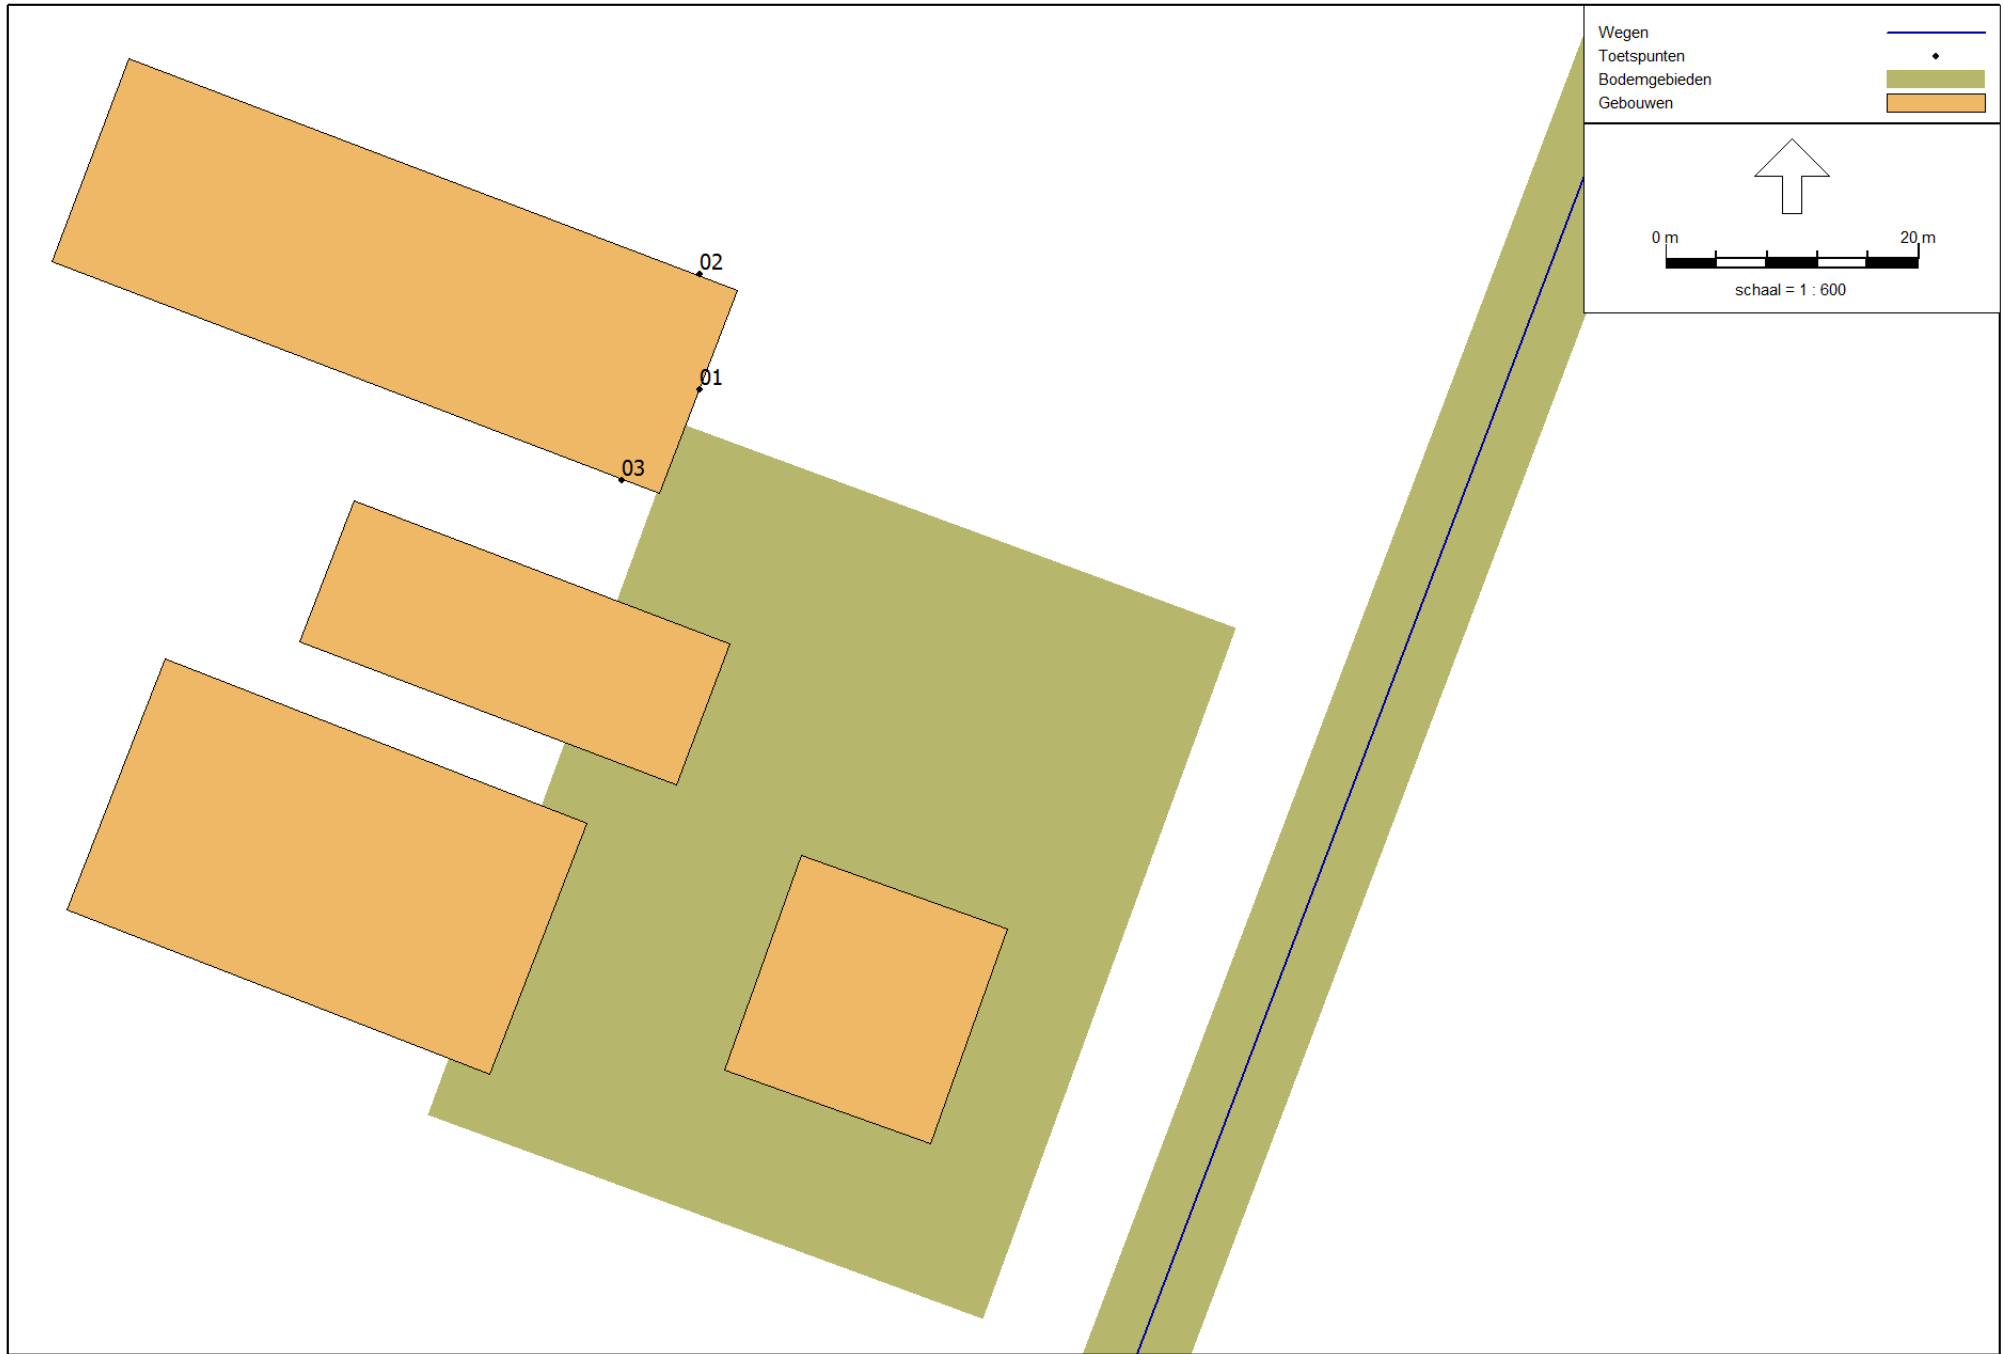 Wegen
Toetspunten
Bodemgebieden
Gebouwen
0 m 20 m
schaal = 1 : 600
02
01
03